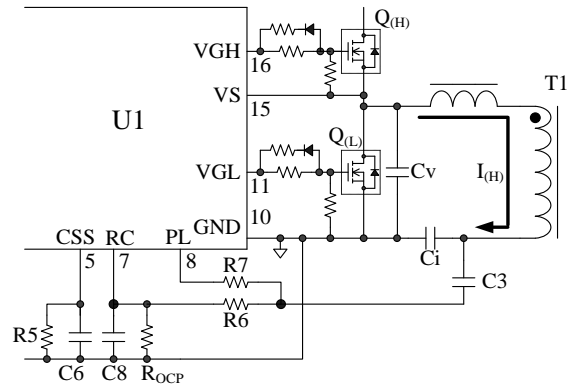 Q(H)
VGH
16
T1
VS
15
U1
Q(L)
VGL
11
Cv
I(H)
GND
10
CSS
RC
PL
5
7
8
Ci
R7
C3
R6
R5
C6
C8
ROCP